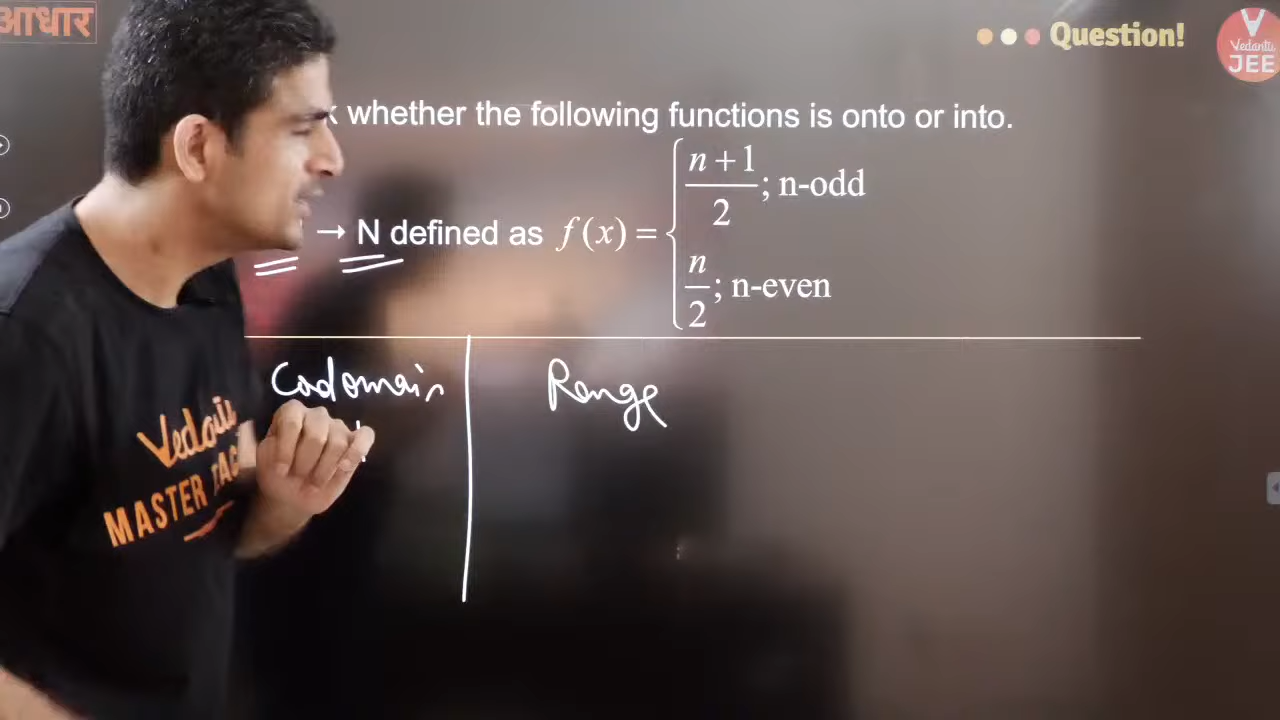 आधार
Question!
Vedantu
JEE
whether the following functions is onto or into.
→ N defined as f(x) = { n + 1 / 2 ; n-odd
n / 2 ; n-even
Codomain
Range
Vedantu
MASTER